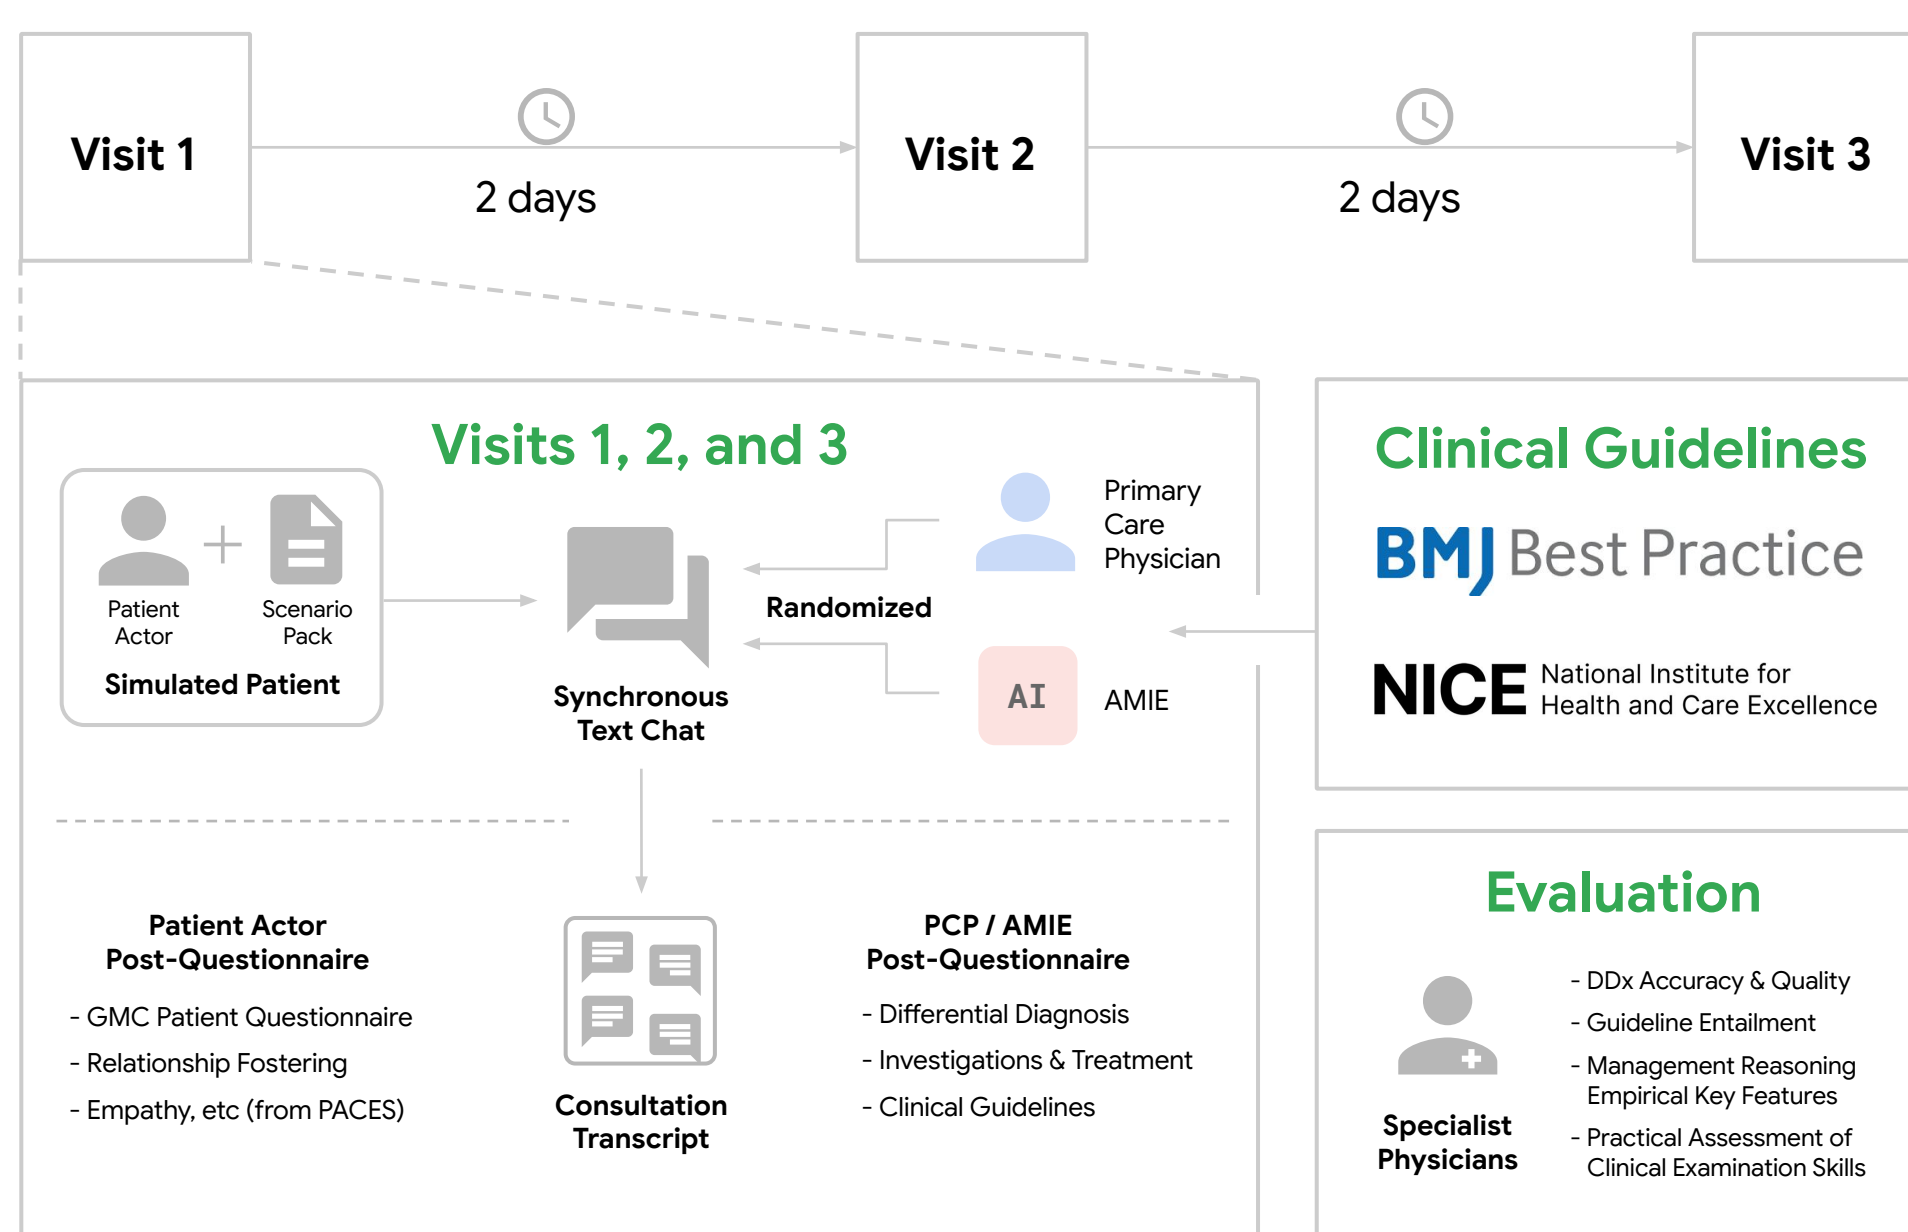 Visit 1
2 days
Visit 2
2 days
Visit 3
Visits 1, 2, and 3
Patient
Actor
Scenario
Pack
Simulated Patient
Synchronous
Text Chat
Randomized
Primary
Care
Physician
AI
AMIE
Clinical Guidelines
BMJ Best Practice
NICE National Institute for
Health and Care Excellence
Patient Actor
Post-Questionnaire
- GMC Patient Questionnaire
- Relationship Fostering
- Empathy, etc (from PACES)
Consultation
Transcript
PCP / AMIE
Post-Questionnaire
- Differential Diagnosis
- Investigations & Treatment
- Clinical Guidelines
Evaluation
Specialist
Physicians
- DDx Accuracy & Quality
- Guideline Entailment
- Management Reasoning
Empirical Key Features
- Practical Assessment of
Clinical Examination Skills